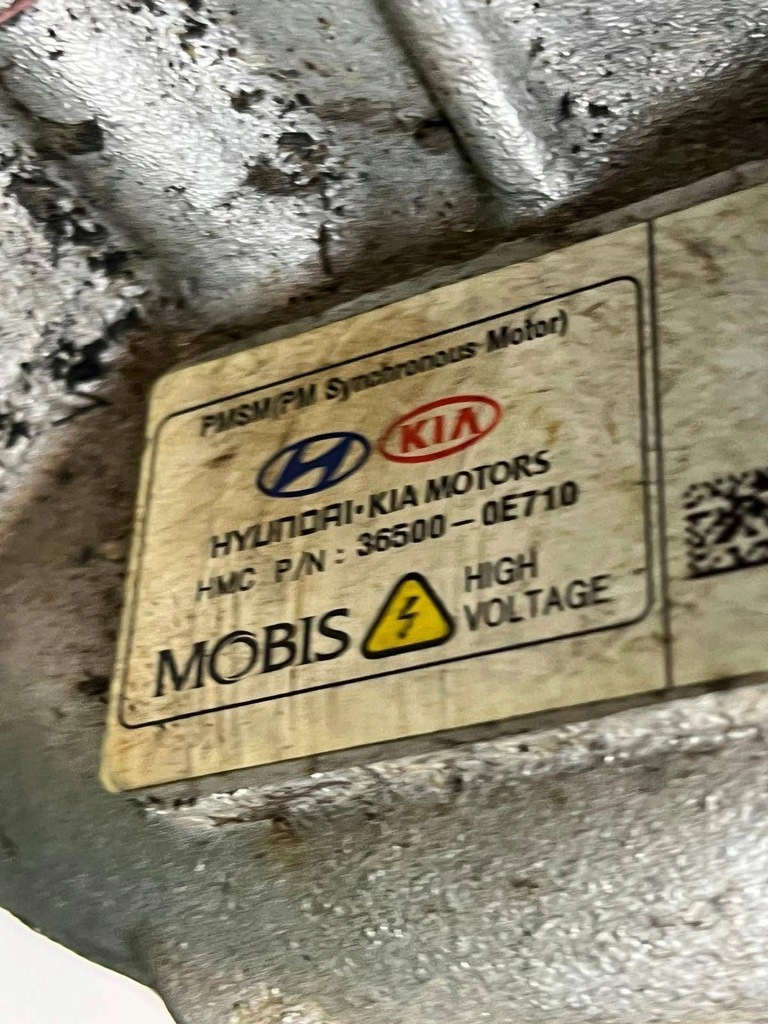 PMSM(PM Synchronous Motor)
KIA
HYUNDAI·KIA MOTORS
HMC P/N : 36500-0E710
MOBIS
HIGH
VOLTAGE